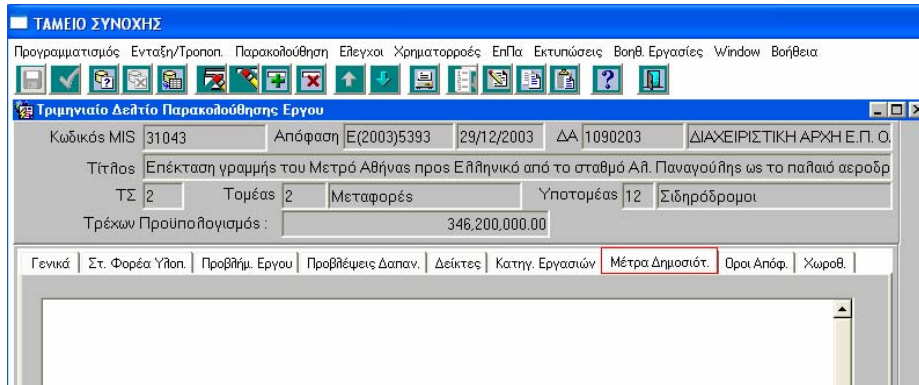 ΤΑΜΕΙΟ ΣΥΝΟΧΗΣ
Προγραμματισμός Ενταξη/Τροποπ. Παρακολούθηση Ελεγχοι Χρηματορροές ΕπΠα Εκτυπώσεις Βοηθ. Εργασίες Window Βοήθεια
Τριμηνιαίο Δελτίο Παρακολούθησης Εργου
Κωδικός MIS 31043 Απόφαση E(2003)5393 29/12/2003 ΔΑ 1090203 ΔΙΑΧΕΙΡΙΣΤΙΚΗ ΑΡΧΗ Ε.Π. Ο.
Τίτλος Επέκταση γραμμής του Μετρό Αθήνας προς Ελληνικό από το σταθμό Αλ. Παναγούλης ως το παλαιό αεροδρ
ΤΣ 2 Τομέας 2 Μεταφορές Υποτομέας 12 Σιδηρόδρομοι
Τρέχων Προϋπολογισμός : 346,200,000.00
Γενικά Στ. Φορέα Υλοπ. Προβλήμ. Εργου Προβλέψεις Δαπαν. Δείκτες Κατηγ. Εργασιών Μέτρα Δημοσιότ. Οροι Απόφ. Χωροθ.